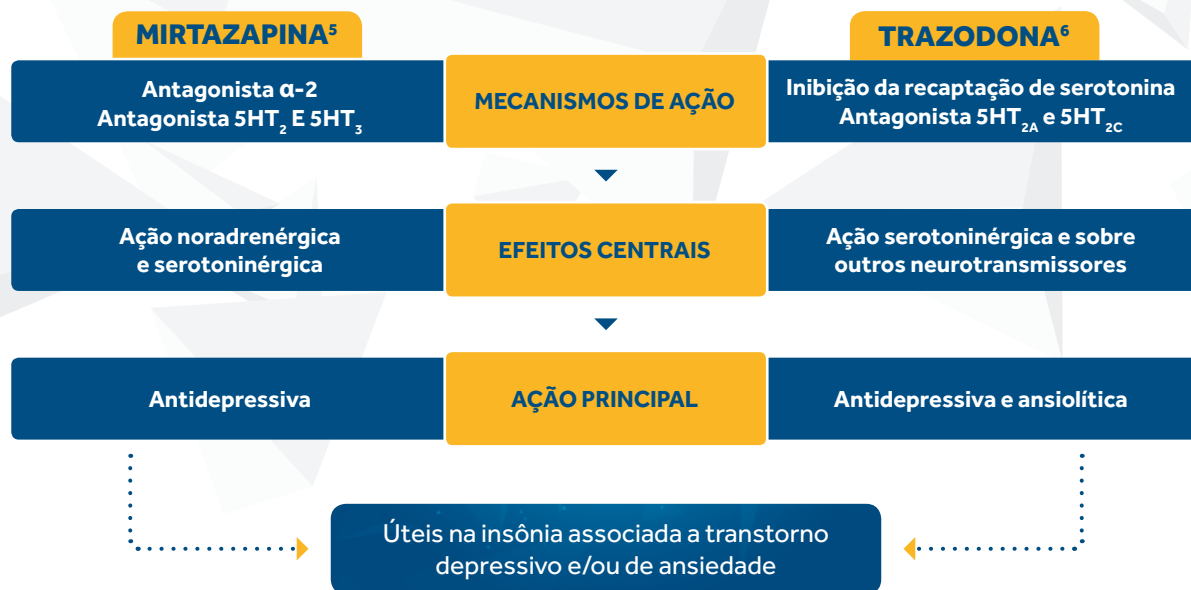 MIRTAZAPINA⁵
TRAZODONA⁶
Antagonista α-2
Antagonista 5HT₂ E 5HT₃
MECANISMOS DE AÇÃO
Inibição da recaptação de serotonina
Antagonista 5HT₂A e 5HT₂C
Ação noradrenérgica
e serotoninérgica
EFEITOS CENTRAIS
Ação serotoninérgica e sobre
outros neurotransmissores
Antidepressiva
AÇÃO PRINCIPAL
Antidepressiva e ansiolítica
Úteis na insônia associada a transtorno
depressivo e/ou de ansiedade